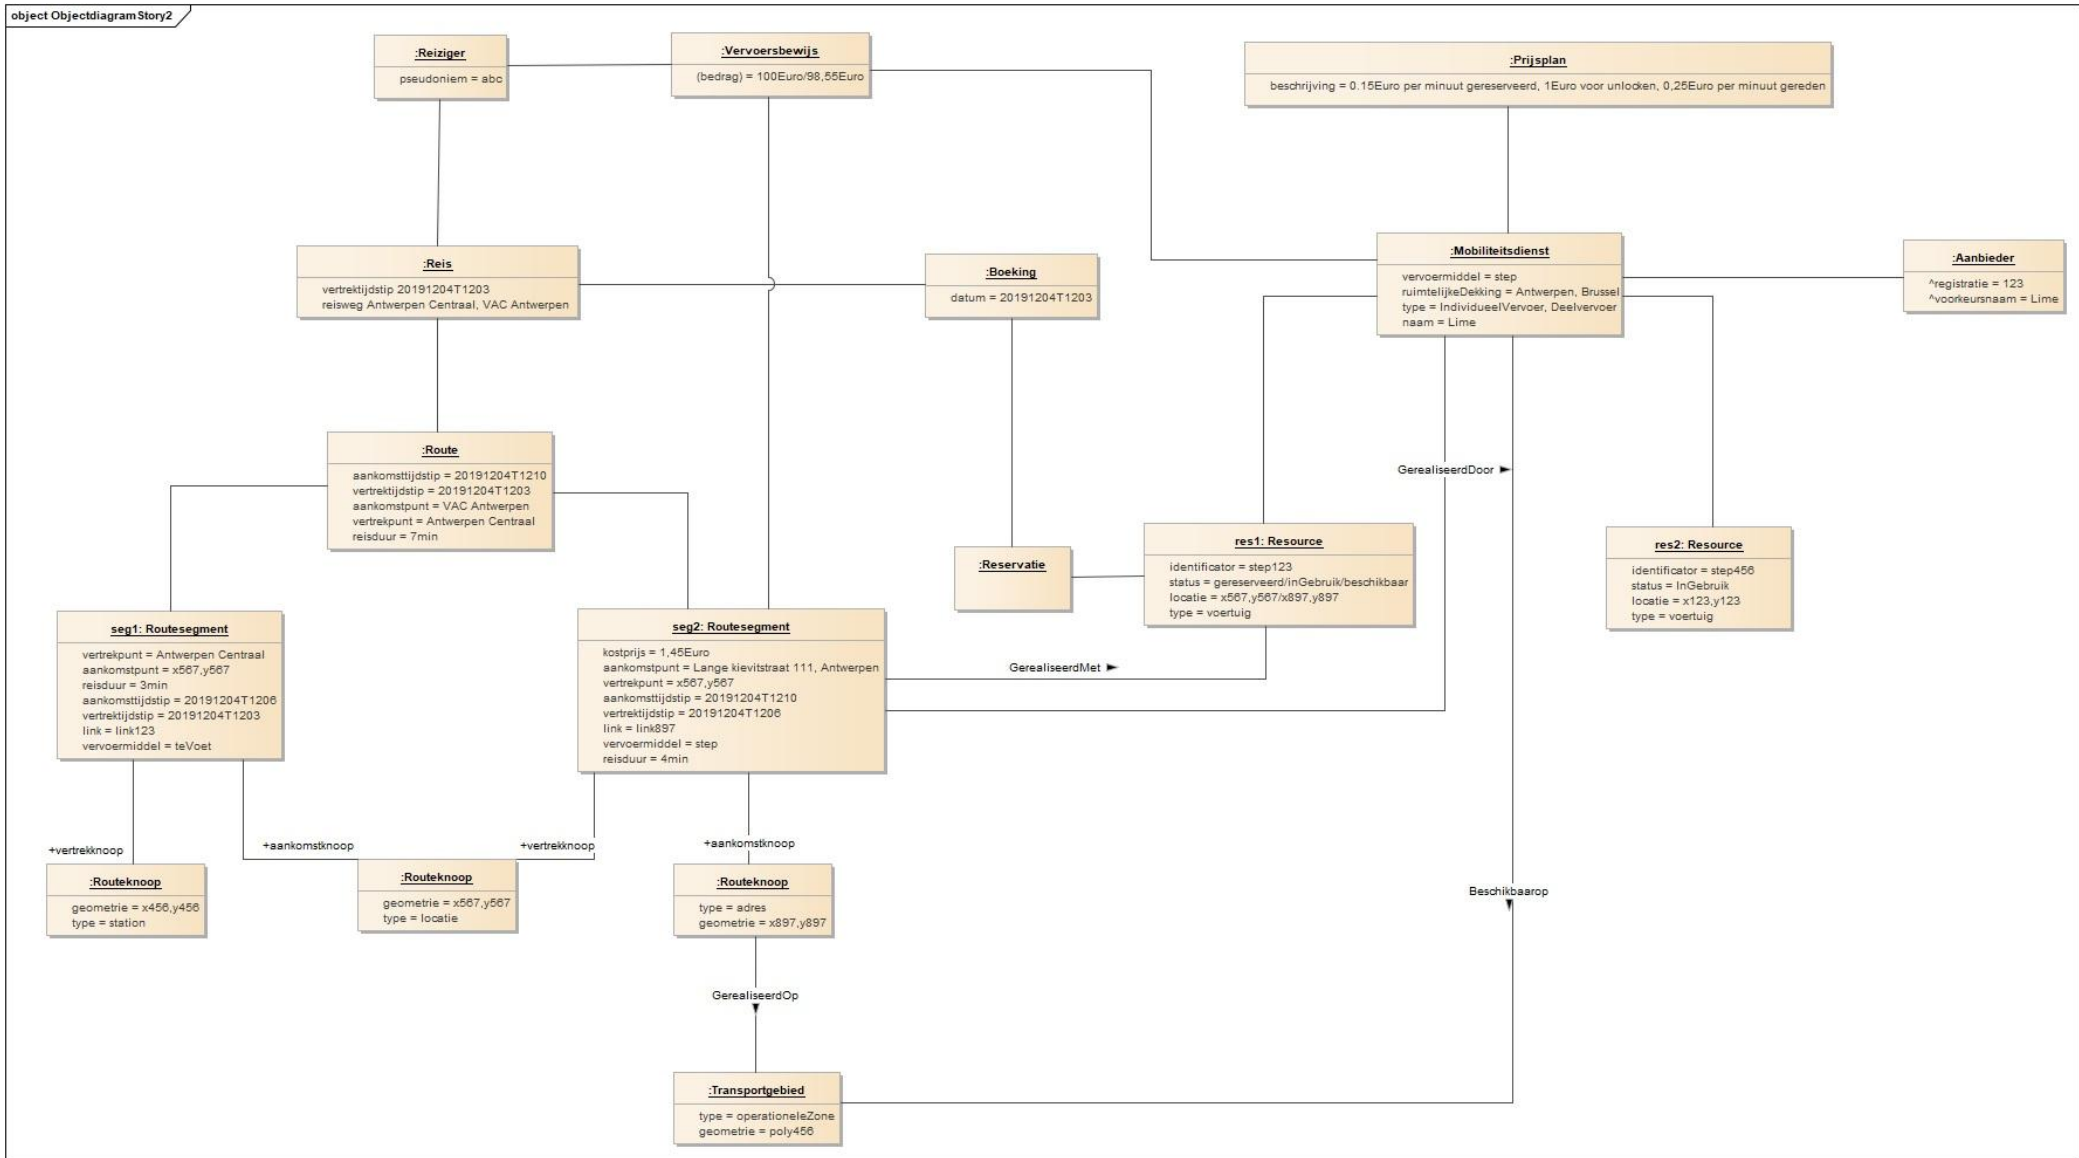 object ObjectdiagramStory2
:Reiziger
pseudoniem = abc
:Vervoersbewijs
(bedrag) = 100Euro/98,55Euro
:Prijsplan
beschrijving = 0.15Euro per minuut gereserveerd, 1Euro voor unlocken, 0,25Euro per minuut gereden
:Reis
vertrektijdstip 20191204T1203
reisweg Antwerpen Centraal, VAC Antwerpen
:Boeking
datum = 20191204T1203
:Mobiliteitsdienst
vervoermiddel = step
ruimtelijkeDekking = Antwerpen, Brussel
type = IndividueelVervoer, Deelvervoer
naam = Lime
:Aanbieder
^registratie = 123
^voorkeursnaam = Lime
:Route
aankomsttijdstip = 20191204T1210
vertrektijdstip = 20191204T1203
aankomstpunt = VAC Antwerpen
vertrekpunt = Antwerpen Centraal
reisduur = 7min
GerealiseerdDoor
:Reservatie
res1: Resource
identificator = step123
status = gereserveerd/inGebruik/beschikbaar
locatie = x567,y567/x897,y897
type = voertuig
res2: Resource
identificator = step456
status = InGebruik
locatie = x123,y123
type = voertuig
seg1: Routesegment
vertrekpunt = Antwerpen Centraal
aankomstpunt = x567,y567
reisduur = 3min
aankomsttijdstip = 20191204T1206
vertrektijdstip = 20191204T1203
link = link123
vervoermiddel = teVoet
seg2: Routesegment
kostprijs = 1,45Euro
aankomstpunt = Lange kievitstraat 111, Antwerpen
vertrekpunt = x567,y567
aankomsttijdstip = 20191204T1210
vertrektijdstip = 20191204T1206
link = link897
vervoermiddel = step
reisduur = 4min
GerealiseerdMet
+vertrekknoop
+aankomstknoop
+vertrekknoop
+aankomstknoop
:Routeknoop
geometrie = x456,y456
type = station
:Routeknoop
geometrie = x567,y567
type = locatie
:Routeknoop
type = adres
geometrie = x897,y897
Beschikbaarop
GerealiseerdOp
:Transportgebied
type = operationeleZone
geometrie = poly456